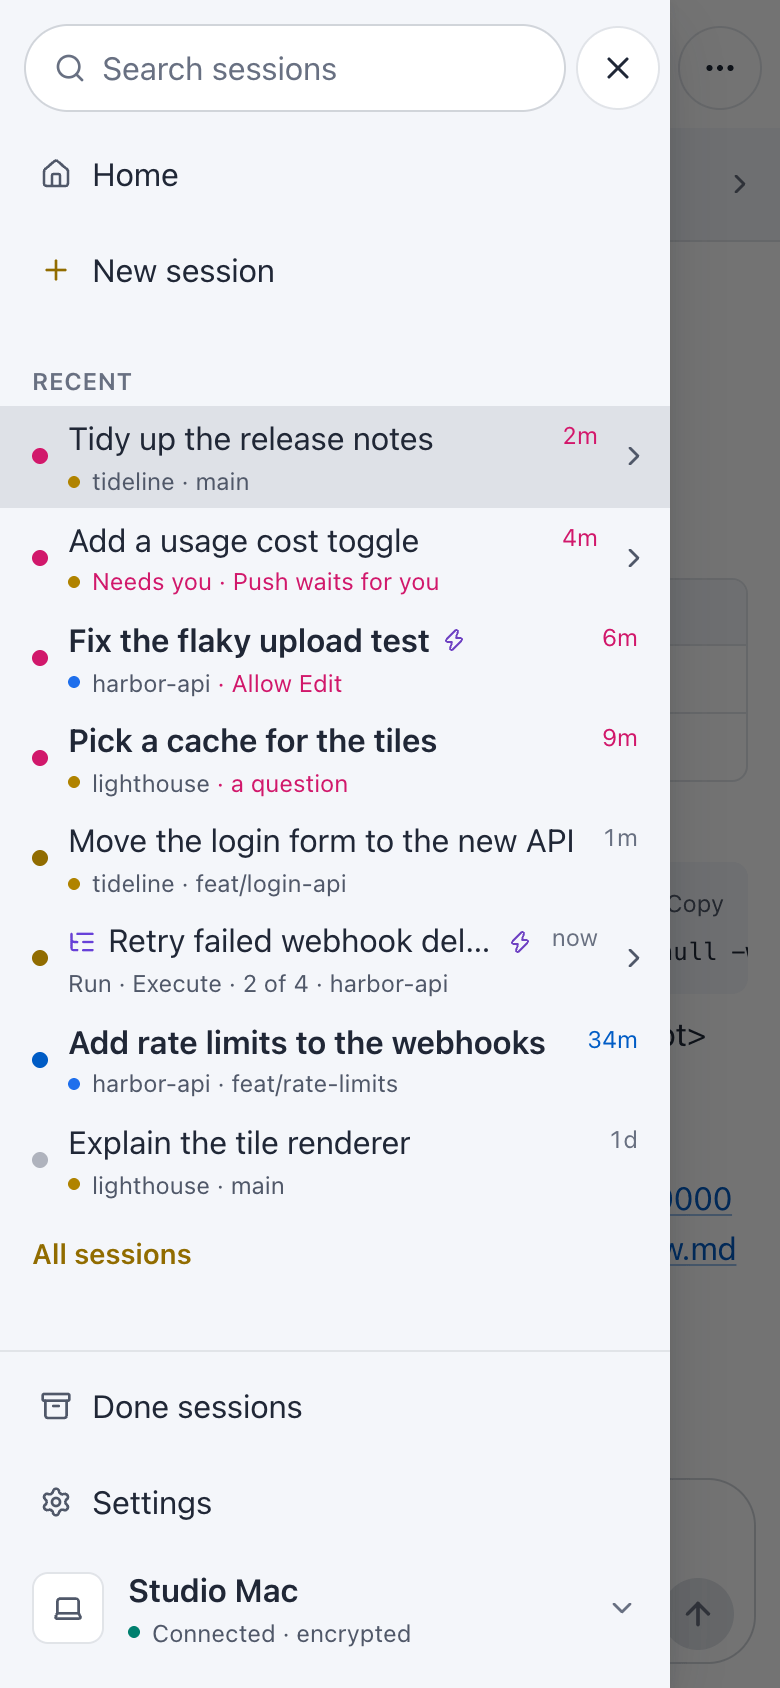 Search sessions
Home
New session
RECENT
Tidy up the release notes
2m
tideline · main
Add a usage cost toggle
4m
Needs you · Push waits for you
Fix the flaky upload test
6m
harbor-api · Allow Edit
Pick a cache for the tiles
9m
lighthouse · a question
Move the login form to the new API
1m
tideline · feat/login-api
Retry failed webhook del...
now
Run · Execute · 2 of 4 · harbor-api
Add rate limits to the webhooks
34m
harbor-api · feat/rate-limits
Explain the tile renderer
1d
lighthouse · main
All sessions
Done sessions
Settings
Studio Mac
Connected · encrypted
Copy